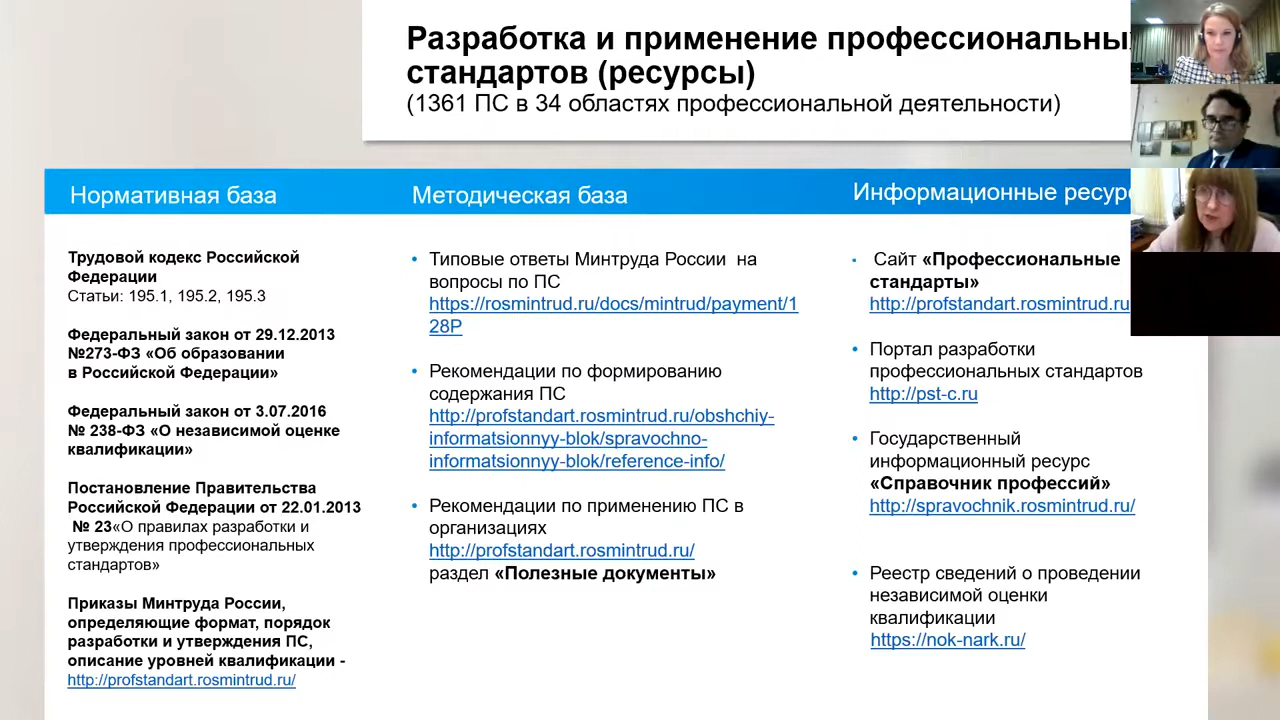 Разработка и применение профессиональны
стандартов (ресурсы)
(1361 ПС в 34 областях профессиональной деятельности)
Нормативная база
Методическая база
Информационные ресур
Трудовой кодекс Российской
Федерации
Статьи: 195.1, 195.2, 195.3
Федеральный закон от 29.12.2013
№273-ФЗ «Об образовании
в Российской Федерации»
Федеральный закон от 3.07.2016
№ 238-ФЗ «О независимой оценке
квалификации»
Постановление Правительства
Российской Федерации от 22.01.2013
№ 23«О правилах разработки и
утверждения профессиональных
стандартов»
Приказы Минтруда России,
определяющие формат, порядок
разработки и утверждения ПС,
описание уровней квалификации -
http://profstandart.rosmintrud.ru/
• Типовые ответы Минтруда России на
вопросы по ПС
https://rosmintrud.ru/docs/mintrud/payment/1
28P
• Рекомендации по формированию
содержания ПС
http://profstandart.rosmintrud.ru/obshchiy-
informatsionnyy-blok/spravochno-
informatsionnyy-blok/reference-info/
• Рекомендации по применению ПС в
организациях
http://profstandart.rosmintrud.ru/
раздел «Полезные документы»
• Сайт «Профессиональные
стандарты»
http://profstandart.rosmintrud.ru
• Портал разработки
профессиональных стандартов
http://pst-c.ru
• Государственный
информационный ресурс
«Справочник профессий»
http://spravochnik.rosmintrud.ru/
• Реестр сведений о проведении
независимой оценки
квалификации
https://nok-nark.ru/